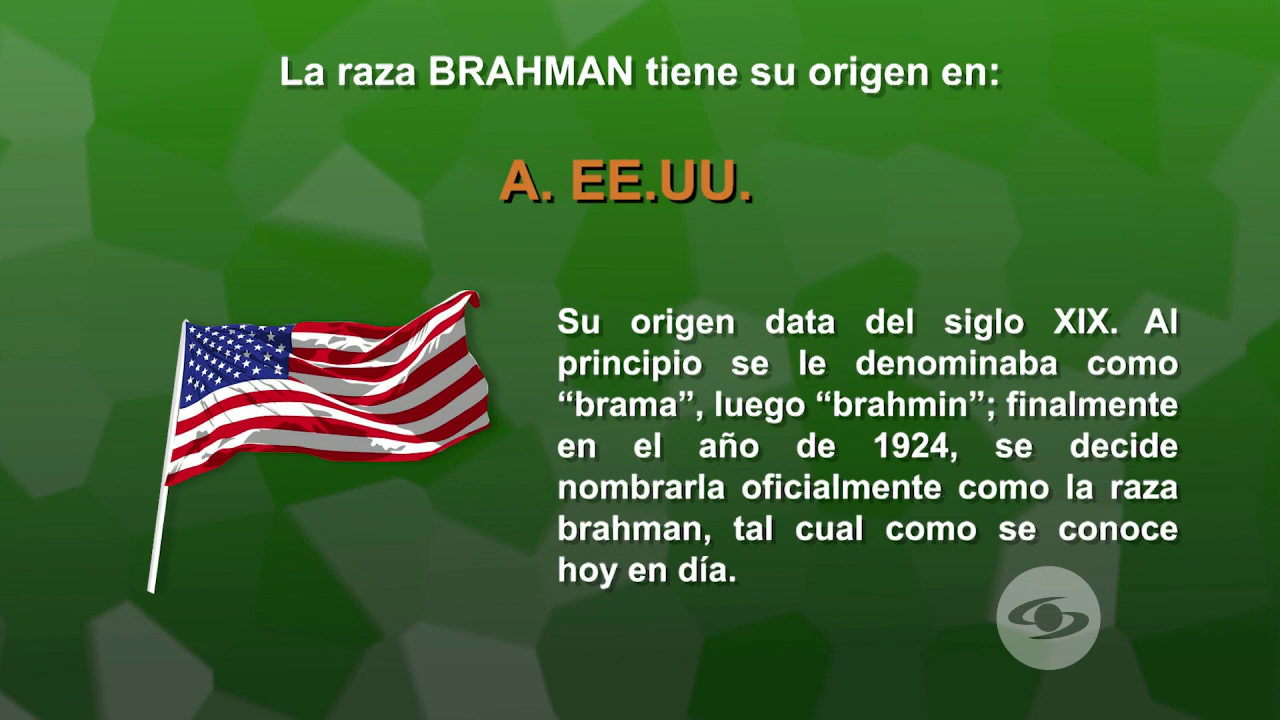 La raza BRAHMAN tiene su origen en:
A. EE.UU.
Su origen data del siglo XIX. Al
principio se le denominaba como
“brama”, luego “brahmin”; finalmente
en el año de 1924, se decide
nombrarla oficialmente como la raza
brahman, tal cual como se conoce
hoy en día.